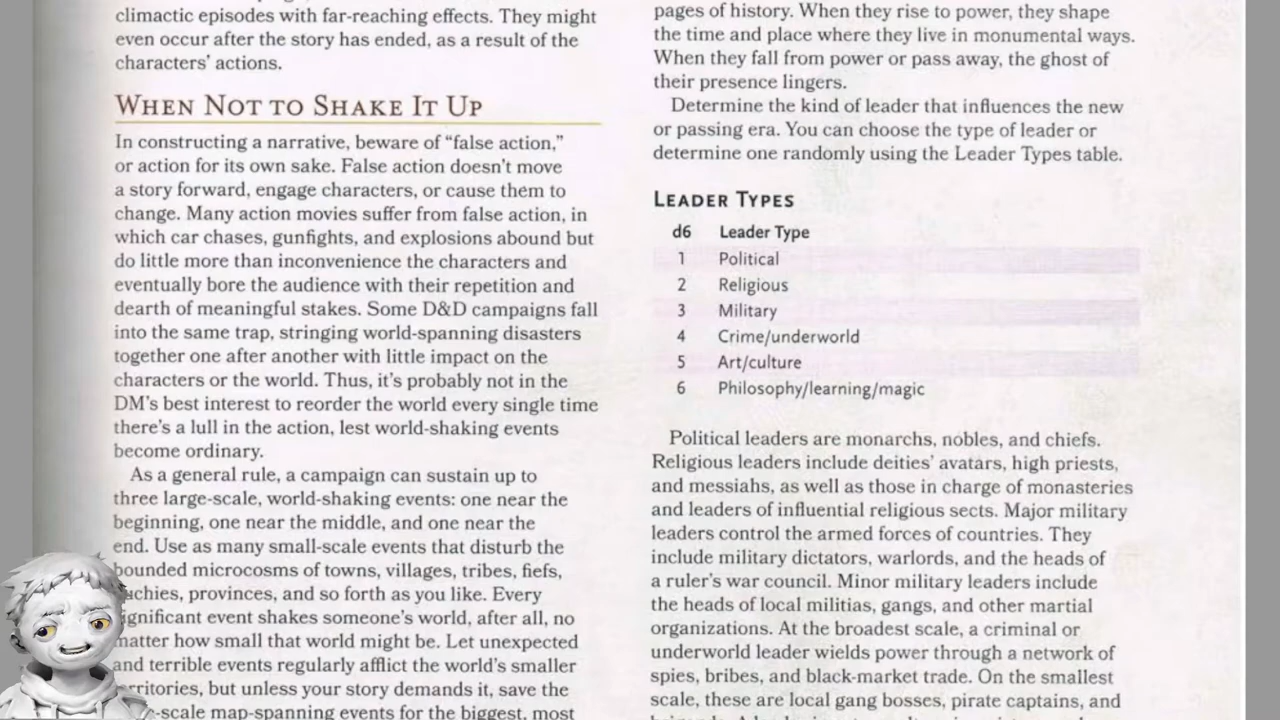 climactic episodes with far-reaching effects. They might
even occur after the story has ended, as a result of the
characters' actions.
WHEN NOT TO SHAKE IT UP
In constructing a narrative, beware of “false action,”
or action for its own sake. False action doesn't move
a story forward, engage characters, or cause them to
change. Many action movies suffer from false action, in
which car chases, gunfights, and explosions abound but
do little more than inconvenience the characters and
eventually bore the audience with their repetition and
dearth of meaningful stakes. Some D&D campaigns fall
into the same trap, stringing world-spanning disasters
together one after another with little impact on the
characters or the world. Thus, it's probably not in the
DM's best interest to reorder the world every single time
there's a lull in the action, lest world-shaking events
become ordinary.
As a general rule, a campaign can sustain up to
three large-scale, world-shaking events: one near the
beginning, one near the middle, and one near the
end. Use as many small-scale events that disturb the
bounded microcosms of towns, villages, tribes, fiefs,
provinces, and so forth as you like. Every
event shakes someone's world, after all, no
matter how small that world might be. Let unexpected
and terrible events regularly afflict the world's smaller
but unless your story demands it, save the
-scale map-spanning events for the biggest, most
pages of history. When they rise to power, they shape
the time and place where they live in monumental ways.
When they fall from power or pass away, the ghost of
their presence lingers.
Determine the kind of leader that influences the new
or passing era. You can choose the type of leader or
determine one randomly using the Leader Types table.
LEADER TYPES
d6 Leader Type
1 Political
2 Religious
3 Military
4 Crime/underworld
5 Art/culture
6 Philosophy/learning/magic
Political leaders are monarchs, nobles, and chiefs.
Religious leaders include deities' avatars, high priests,
and messiahs, as well as those in charge of monasteries
and leaders of influential religious sects. Major military
leaders control the armed forces of countries. They
include military dictators, warlords, and the heads of
a ruler's war council. Minor military leaders include
the heads of local militias, gangs, and other martial
organizations. At the broadest scale, a criminal or
underworld leader wields power through a network of
spies, bribes, and black-market trade. On the smallest
scale, these are local gang bosses, pirate captains, and